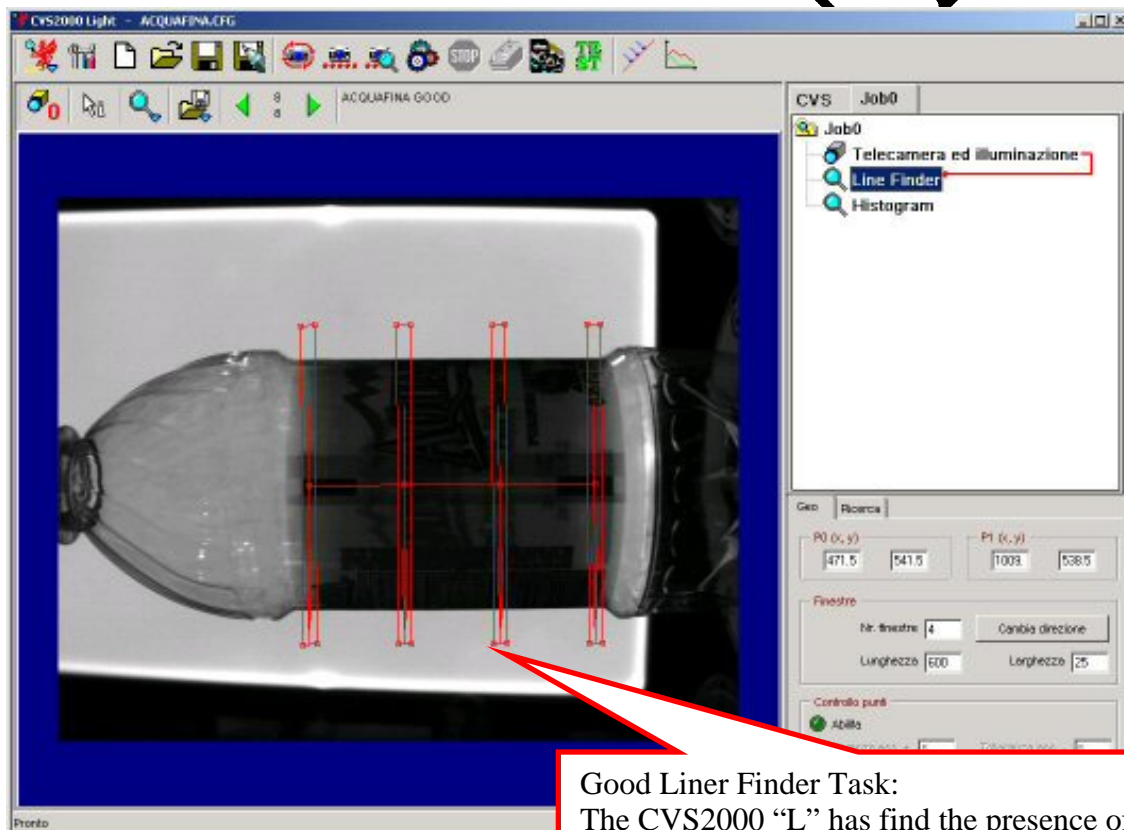 CVS2000 Light - ACQUAFINA.CFG
STOP
0
ACQUAFINA GOOD
CVS Job0
Job0
Telecamera ed illuminazione
Line Finder
Histogram
Geo Ricerca
P0 (x, y) P1 (x, y)
471.5 541.5 1009. 538.5
Finestre
Nr. finestre 4 Cambia direzione
Lunghezza 600 Larghezza 25
Controllo punti
Abilita
Good Liner Finder Task:
The CVS2000 “L” has find the presence of
Pronto